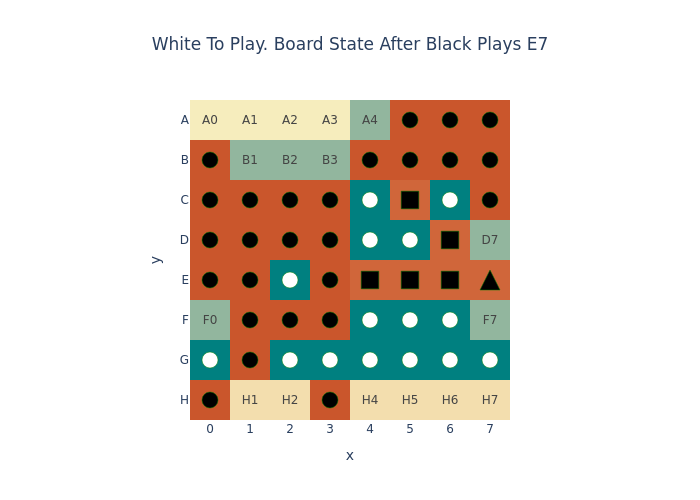 White To Play. Board State After Black Plays E7
A A0 A1 A2 A3 A4
B B1 B2 B3
C
D D7
E
F F0 F7
G
H H1 H2 H4 H5 H6 H7
0 1 2 3 4 5 6 7
x
y